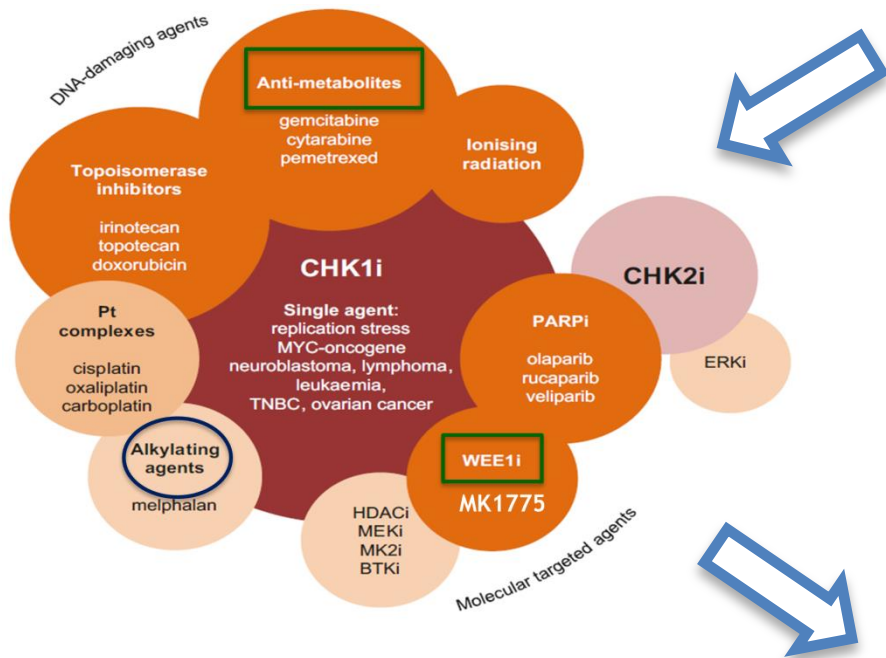 DNA-damaging agents
Anti-metabolites
gemcitabine
cytarabine
pemetrexed
Ionising
radiation
Topoisomerase
inhibitors
irinotecan
topotecan
doxorubicin
CHK1i
Single agent:
replication stress
MYC-oncogene
neuroblastoma, lymphoma,
leukaemia,
TNBC, ovarian cancer
CHK2i
PARPi
olaparib
rucaparib
veliparib
ERKi
Pt
complexes
cisplatin
oxaliplatin
carboplatin
Alkylating
agents
melphalan
WEE1i
MK1775
HDACi
MEKi
MK2i
BTKi
Molecular targeted agents